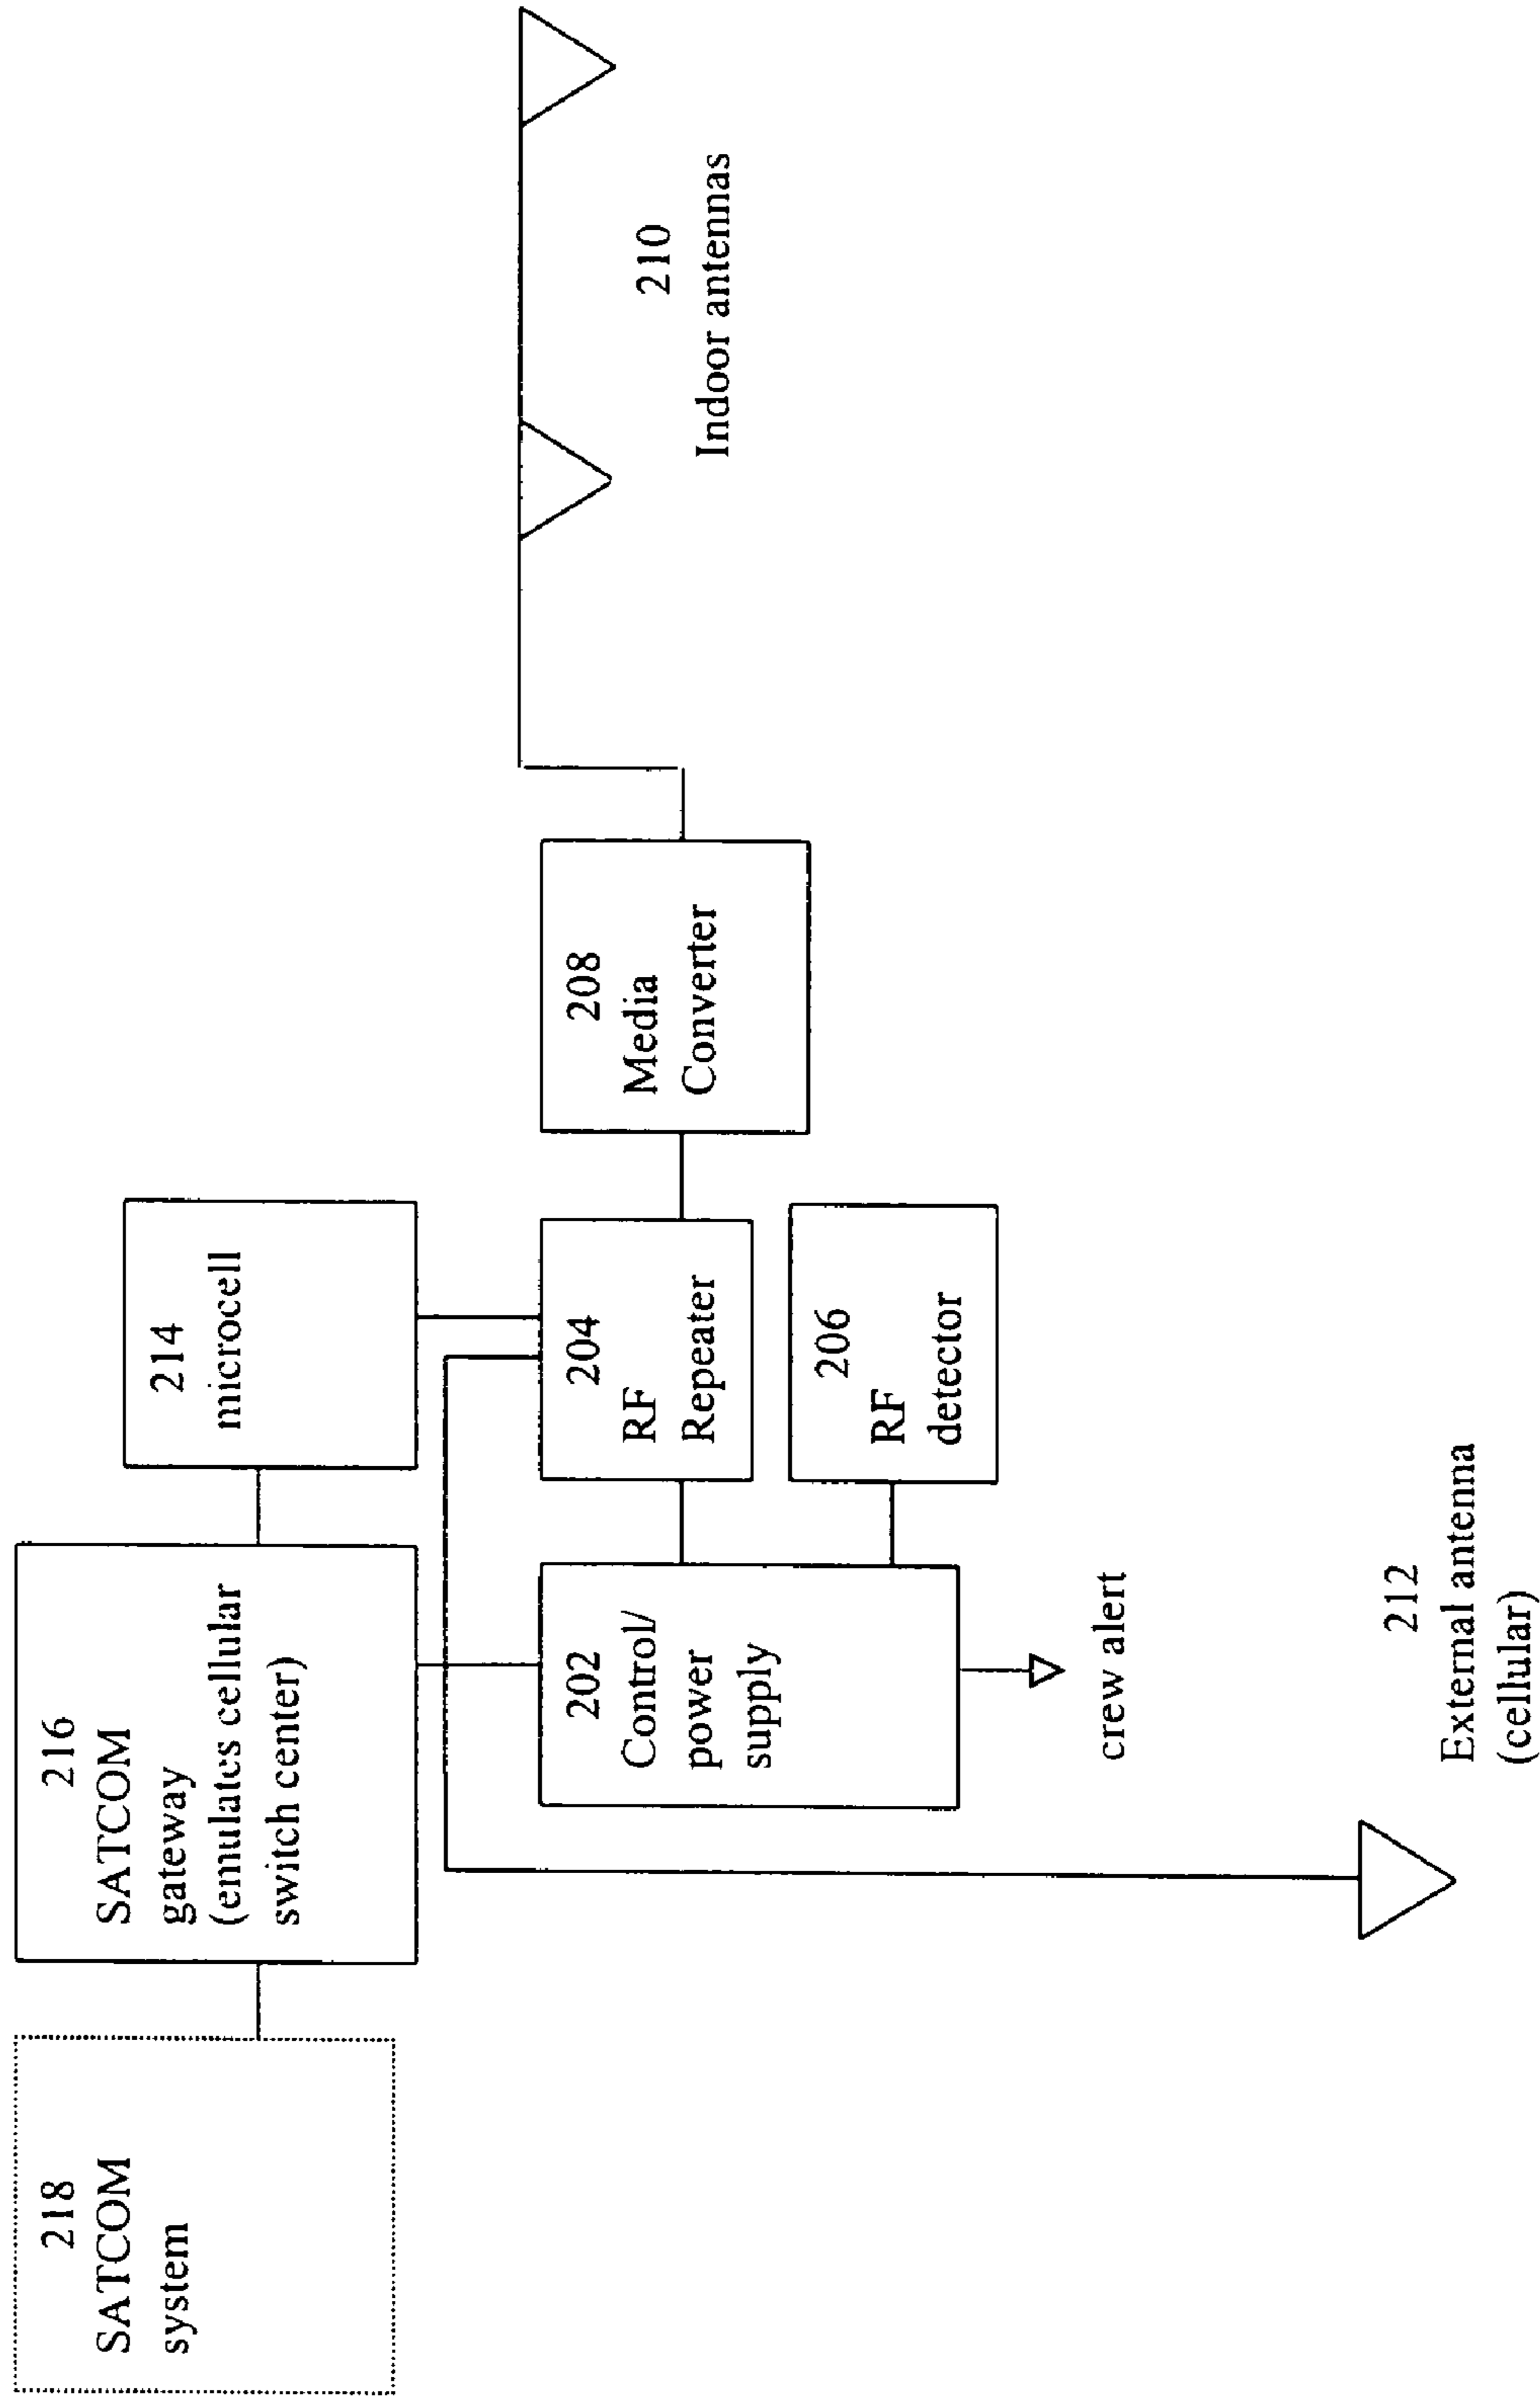 218
SATCOM
system
216
SATCOM
gateway
(emulates cellular
switch center)
214
microcell
202
Control/
power
supply
204
RF
Repeater
206
RF
detector
208
Media
Converter
210
Indoor antennas
crew alert
212
External antenna
(cellular)